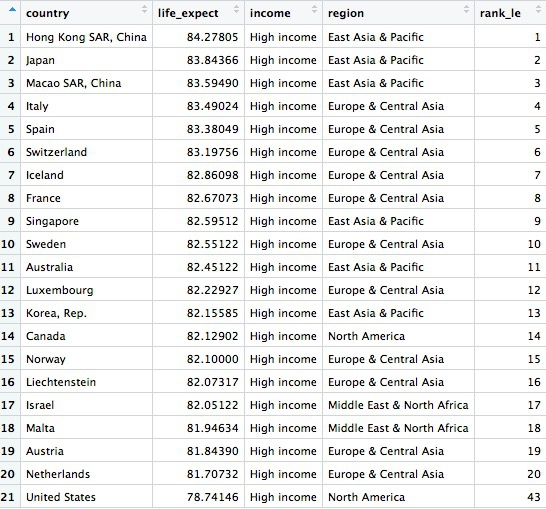 country life_expect income region rank_le
1 Hong Kong SAR, China 84.27805 High income East Asia & Pacific 1
2 Japan 83.84366 High income East Asia & Pacific 2
3 Macao SAR, China 83.59490 High income East Asia & Pacific 3
4 Italy 83.49024 High income Europe & Central Asia 4
5 Spain 83.38049 High income Europe & Central Asia 5
6 Switzerland 83.19756 High income Europe & Central Asia 6
7 Iceland 82.86098 High income Europe & Central Asia 7
8 France 82.67073 High income Europe & Central Asia 8
9 Singapore 82.59512 High income East Asia & Pacific 9
10 Sweden 82.55122 High income Europe & Central Asia 10
11 Australia 82.45122 High income East Asia & Pacific 11
12 Luxembourg 82.22927 High income Europe & Central Asia 12
13 Korea, Rep. 82.15585 High income East Asia & Pacific 13
14 Canada 82.12902 High income North America 14
15 Norway 82.10000 High income Europe & Central Asia 15
16 Liechtenstein 82.07317 High income Europe & Central Asia 16
17 Israel 82.05122 High income Middle East & North Africa 17
18 Malta 81.94634 High income Middle East & North Africa 18
19 Austria 81.84390 High income Europe & Central Asia 19
20 Netherlands 81.70732 High income Europe & Central Asia 20
21 United States 78.74146 High income North America 43